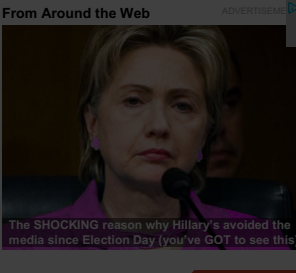 From Around the Web
ADVERTISEME
The SHOCKING reason why Hillary's avoided the
media since Election Day (you've GOT to see this